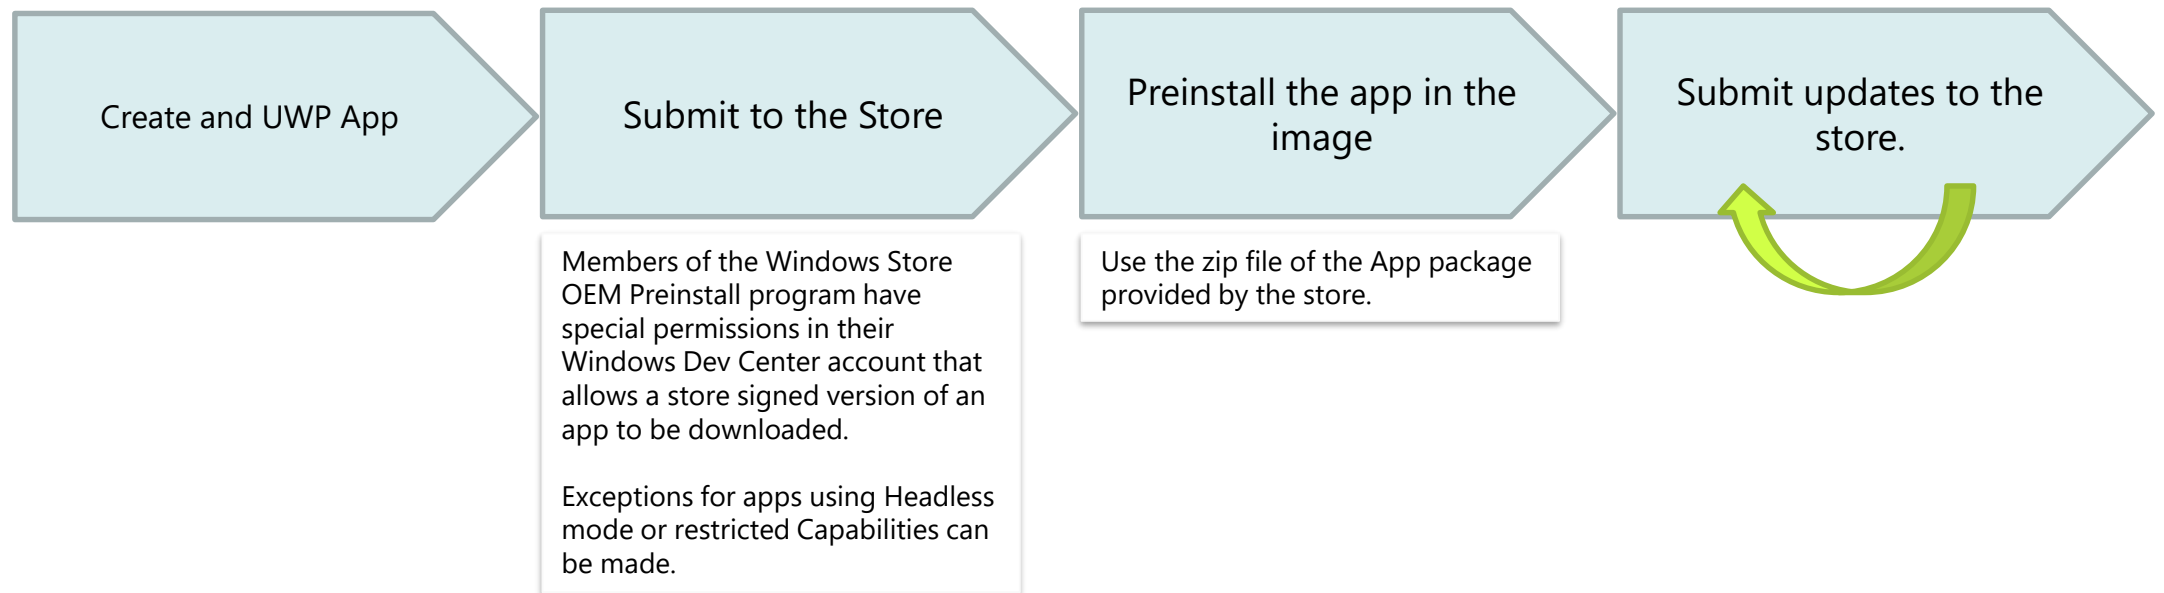 Create and UWP App
Submit to the Store
Preinstall the app in the
image
Submit updates to the
store.
Members of the Windows Store
OEM Preinstall program have
special permissions in their
Windows Dev Center account that
allows a store signed version of an
app to be downloaded.
Exceptions for apps using Headless
mode or restricted Capabilities can
be made.
Use the zip file of the App package
provided by the store.